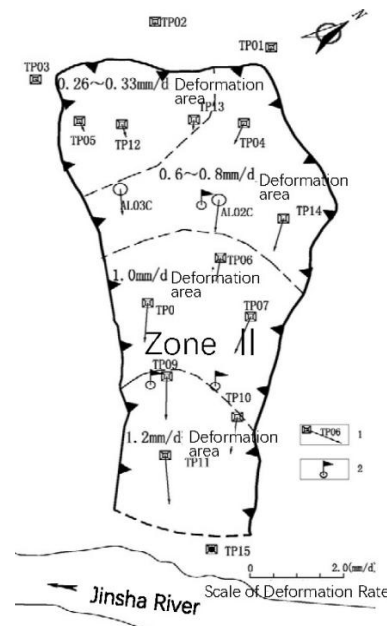 TP02
TP01
TP03
0.26～0.33mm/d Deformation
area
TP13
TP05
TP12
TP04
0.6～0.8mm/d Deformation
area
AL03C
AL02C
TP14
TP06
1.0mm/d Deformation
area
TP0
TP07
Zone II
TP09
TP10
1.2mm/d Deformation
area
TP11
TP06 1
2
TP15
0 2.0(mm/d)
Scale of Deformation Rate
Jinsha River